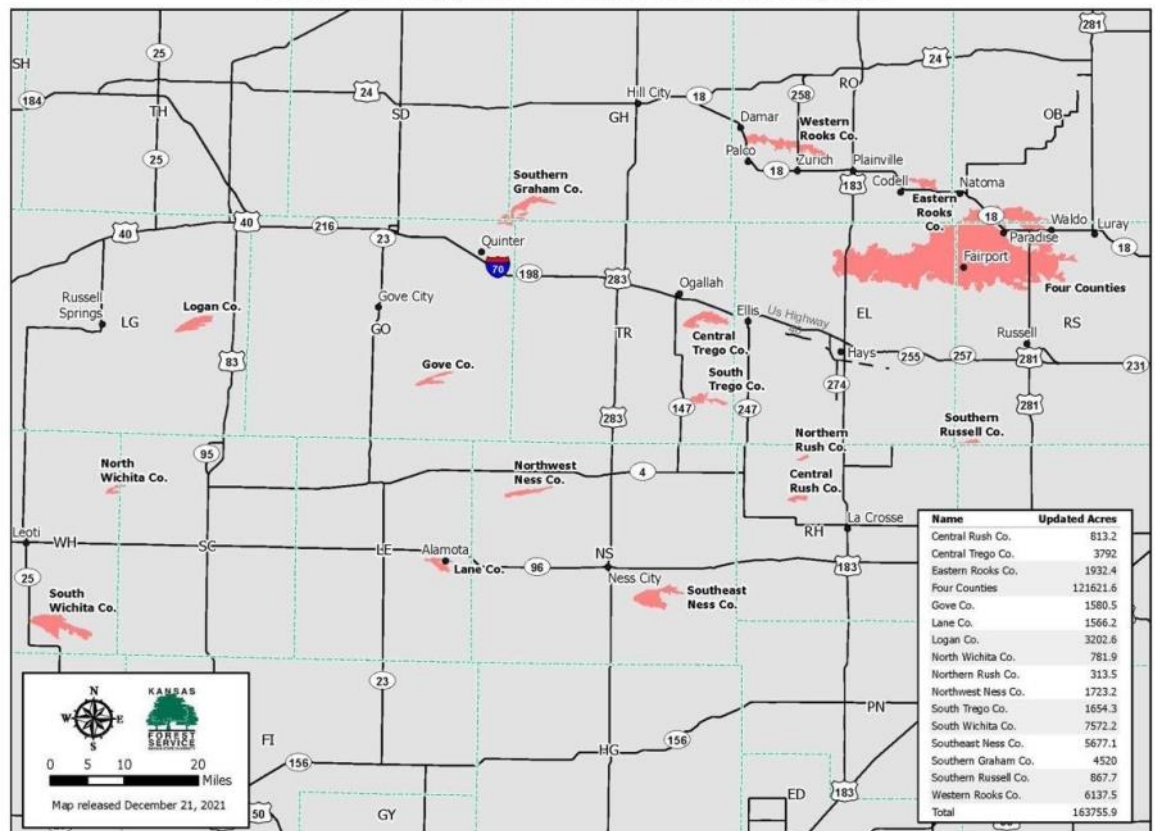 281
25
SH
24
24
RO
184
TH
SD
Hill City
18
258
GH
OB
Damar
Western
Rooks Co.
25
Palco
18
Zurich
Plainville
183
Codell
Natoma
Southern
Graham Co.
Eastern
Rooks
Co.
40
216
40
23
Quinter
18
Waldo
Luray
Paradise
18
70
198
283
Fairport
Ogallah
Four Counties
Russell
Springs
Logan Co.
LG
Gove City
GO
Ellis
Us Highway
40
EL
RS
TR
Central
Trego Co.
Russell
Hays
255
257
281
231
83
Gove Co.
South
Trego Co.
274
283
147
247
281
Southern
Russell Co.
95
North
Wichita Co.
Northwest
Ness Co.
4
Northern
Rush Co.
Central
Rush Co.
La Crosse
RH
Leoti
WH
SC
LE
Alamota
Lane Co.
96
NS
Ness City
183
25
South
Wichita Co.
Southeast
Ness Co.
23
PN
FI
156
HG
156
ED
183
50
GY
N
W E
S
KANSAS
FOREST
SERVICE
0 5 10 20
Miles
Map released December 21, 2021
Name Updated Acres
Central Rush Co. 813.2
Central Trego Co. 3792
Eastern Rooks Co. 1932.4
Four Counties 121621.6
Gove Co. 1580.5
Lane Co. 1566.2
Logan Co. 3202.6
North Wichita Co. 781.9
Northern Rush Co. 313.5
Northwest Ness Co. 1723.2
South Trego Co. 1654.3
South Wichita Co. 7572.2
Southeast Ness Co. 5677.1
Southern Graham Co. 4520
Southern Russell Co. 867.7
Western Rooks Co. 6137.5
Total 163755.9